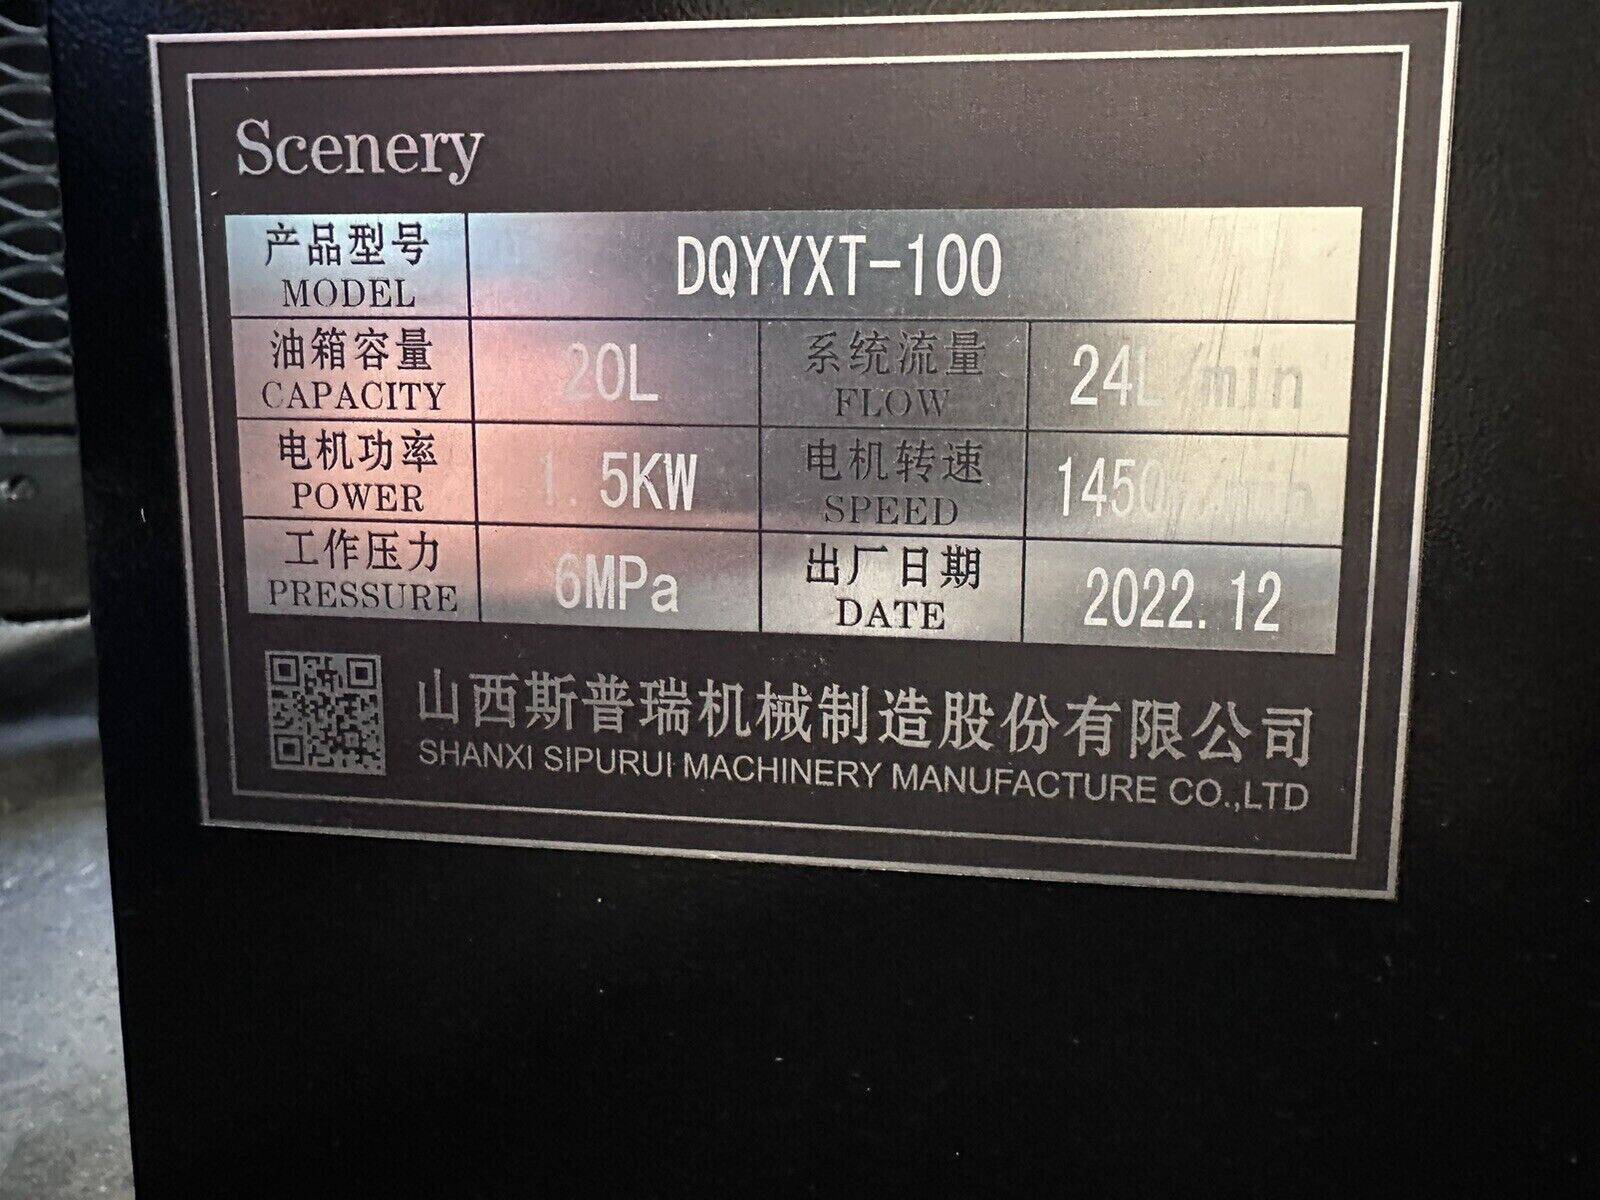 Scenery
产品型号
MODEL
DQYYXT-100
油箱容量
CAPACITY
20L
系统流量
FLOW
24L/min
电机功率
POWER
1.5KW
电机转速
SPEED
1450
工作压力
PRESSURE
6MPa
出厂日期
DATE
2022.12
山西斯普瑞机械制造股份有限公司
SHANXI SIPURUI MACHINERY MANUFACTURE CO.,LTD